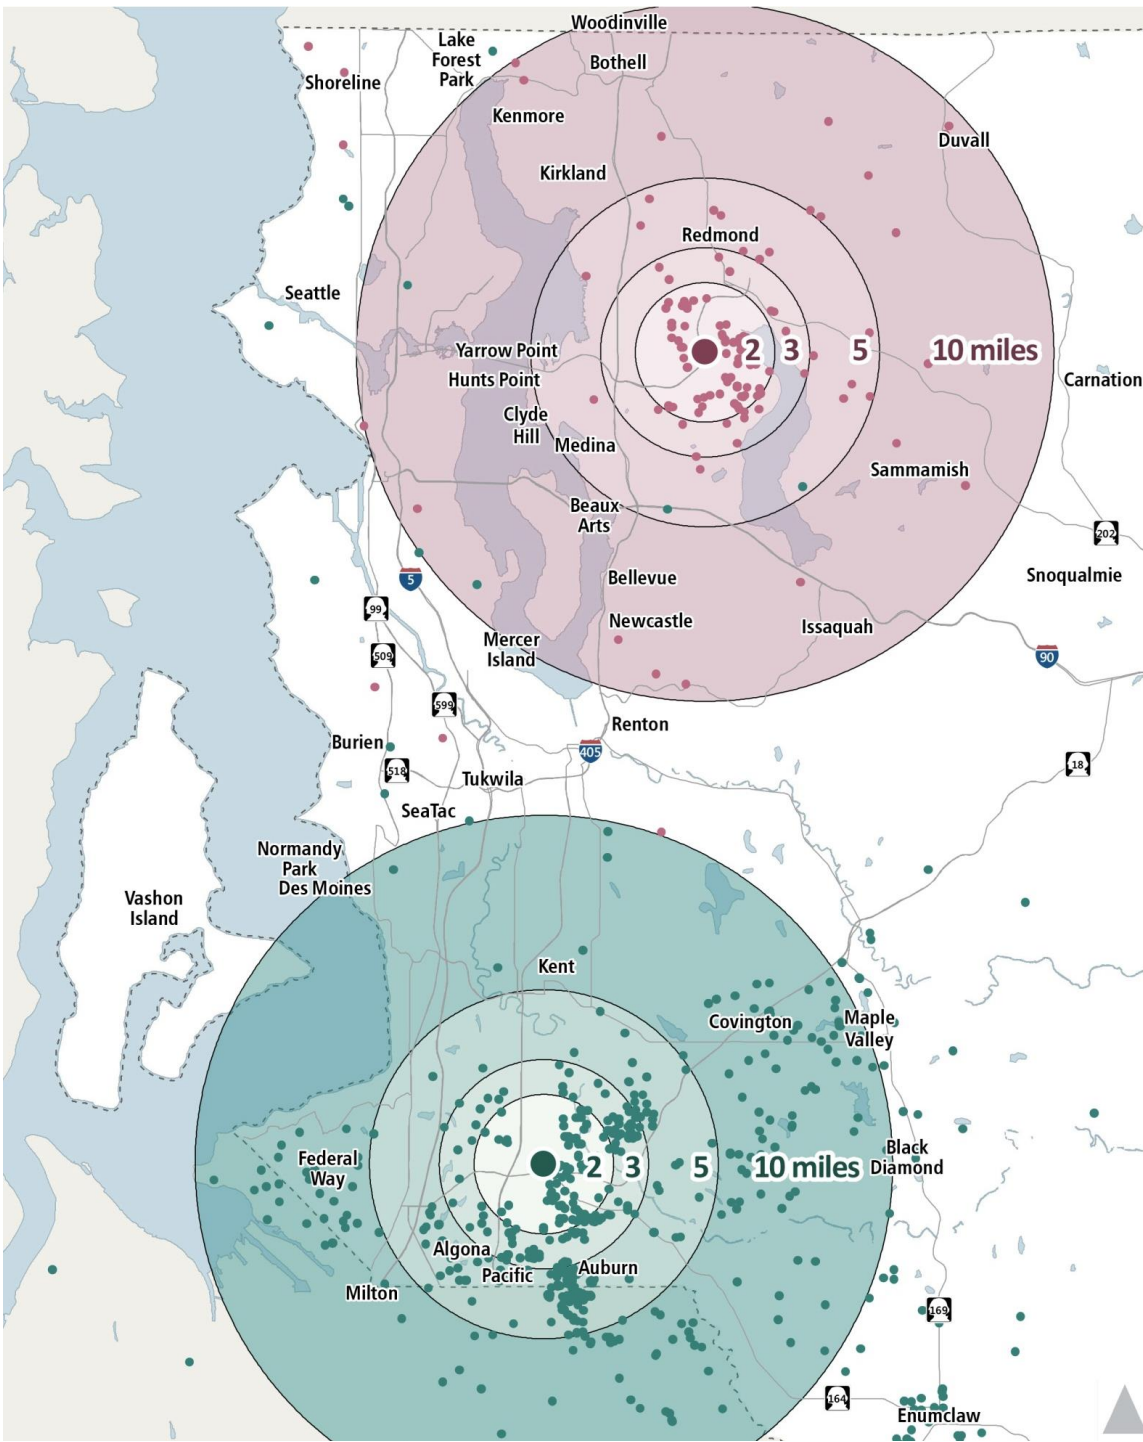 Woodinville
Lake
Forest
Park
Bothell
Shoreline
Kenmore
Duvall
Kirkland
Redmond
Seattle
Yarrow Point
2
3
5
10 miles
Hunts Point
Carnation
Clyde
Hill
Medina
Sammamish
Beaux
Arts
202
5
Bellevue
Snoqualmie
99
Newcastle
Issaquah
Mercer
Island
509
90
599
Renton
Burien
405
518
Tukwila
18
SeaTac
Normandy
Park
Des Moines
Vashon
Island
Kent
Covington
Maple
Valley
Federal
Way
2
3
5
10 miles
Black
Diamond
Algona
Pacific
Auburn
Milton
169
164
Enumclaw